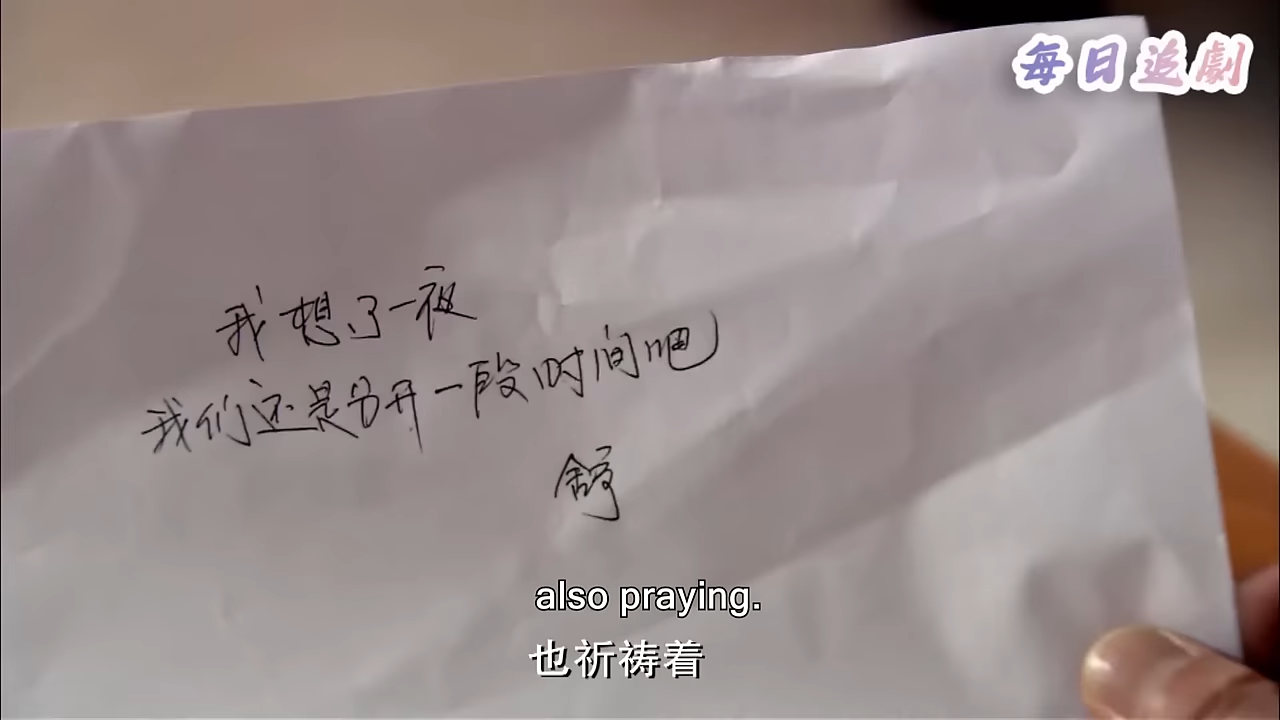 每日追劇
我想了一夜
我们还是分开一段时间吧
舒
also praying.
也祈祷着